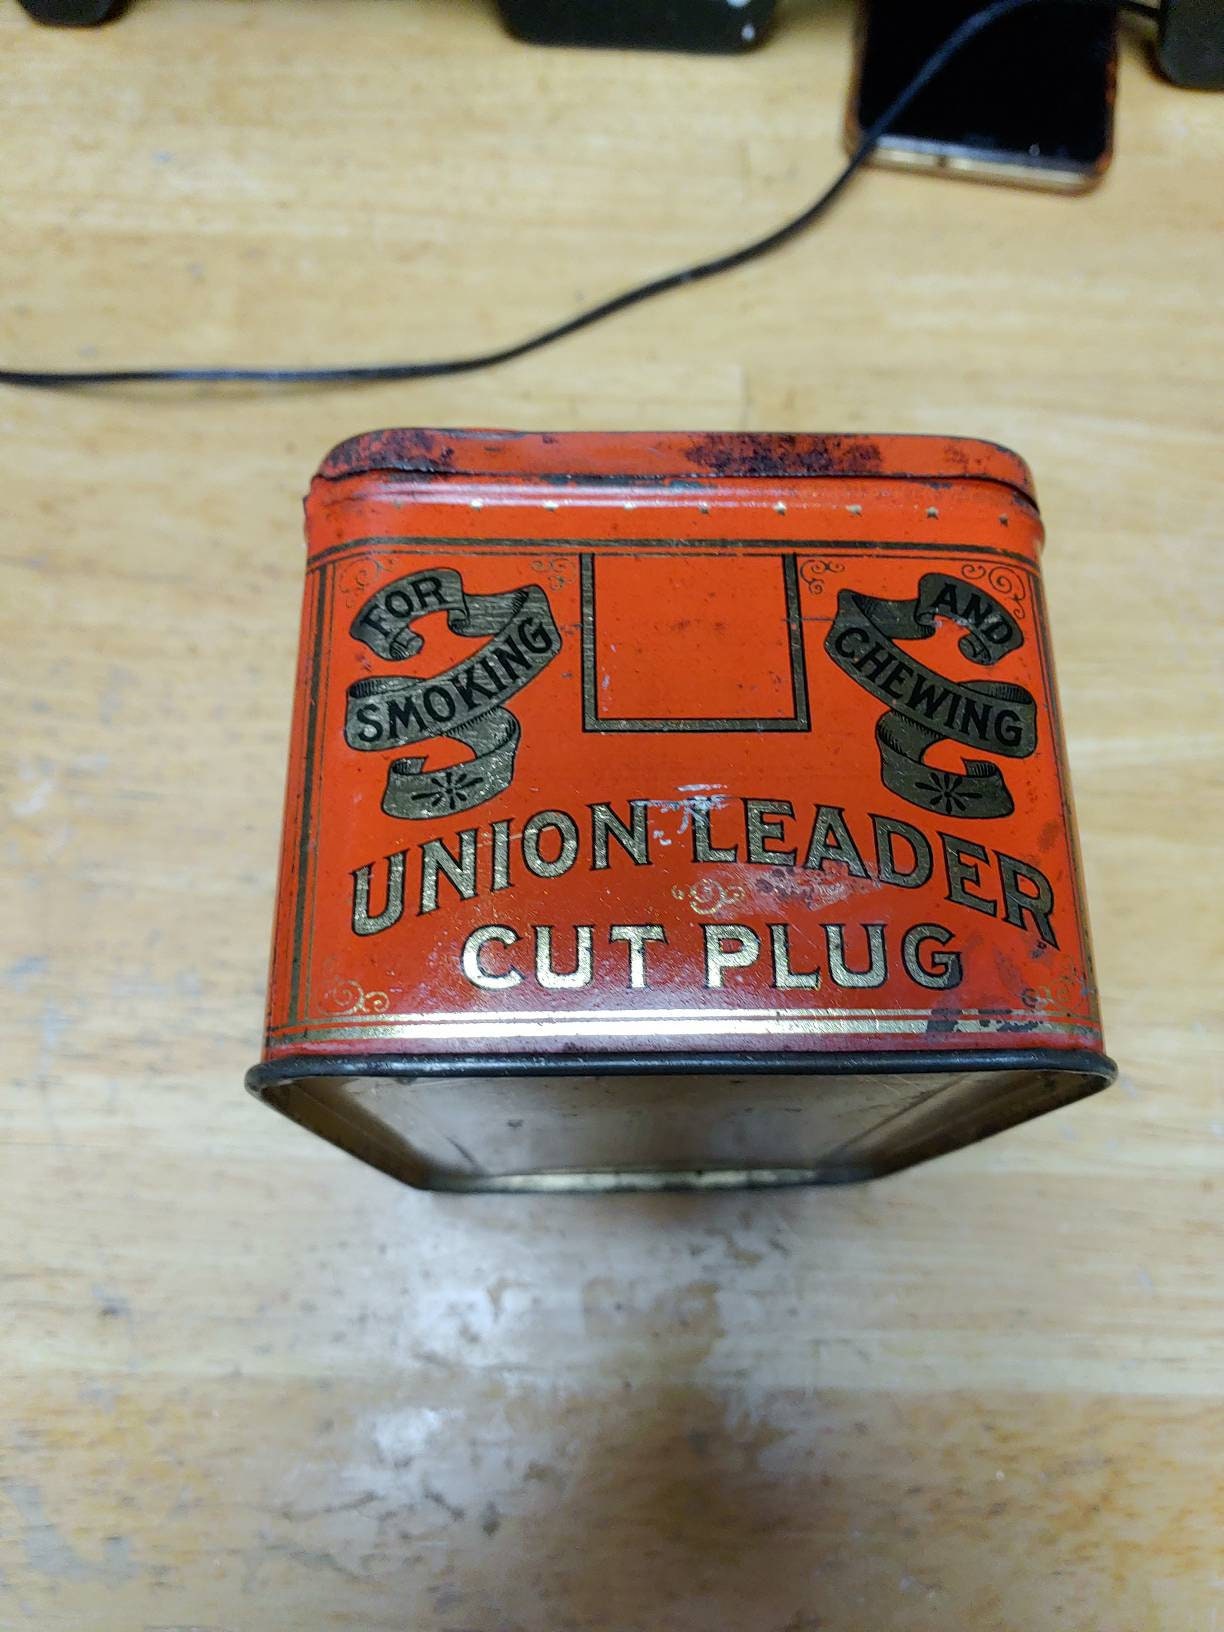 FOR
SMOKING
AND
CHEWING
UNION LEADER
CUT PLUG